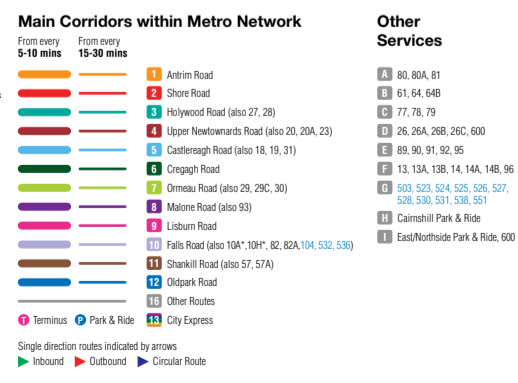 Main Corridors within Metro Network
From every 5-10 mins
From every 15-30 mins
1 Antrim Road
2 Shore Road
3 Holywood Road (also 27, 28)
4 Upper Newtownards Road (also 20, 20A, 23)
5 Castlereagh Road (also 18, 19, 31)
6 Cregagh Road
7 Ormeau Road (also 29, 29C, 30)
8 Malone Road (also 93)
9 Lisburn Road
10 Falls Road (also 10A*,10H*, 82, 82A,104, 532, 536)
11 Shankill Road (also 57, 57A)
12 Oldpark Road
16 Other Routes
T Terminus P Park & Ride 13 City Express
Single direction routes indicated by arrows
Inbound Outbound Circular Route
Other
Services
A 80, 80A, 81
B 61, 64, 64B
C 77, 78, 79
D 26, 26A, 26B, 26C, 600
E 89, 90, 91, 92, 95
F 13, 13A, 13B, 14, 14A, 14B, 96
G 503, 523, 524, 525, 526, 527,
528, 530, 531, 538, 551
H Cairnshill Park & Ride
I East/Northside Park & Ride, 600